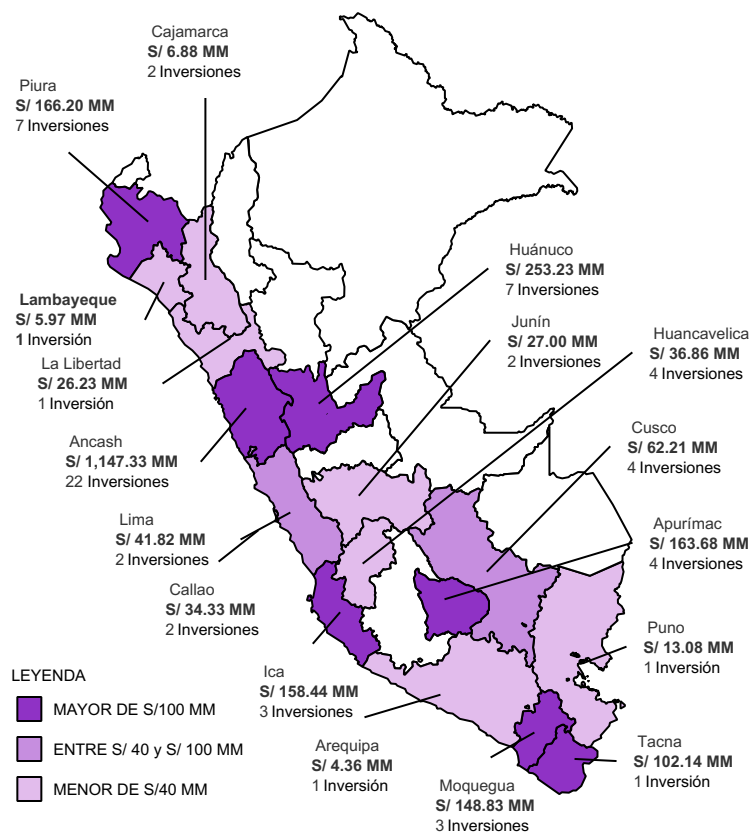 Cajamarca
S/ 6.88 MM
2 Inversiones
Piura
S/ 166.20 MM
7 Inversiones
Huánuco
S/ 253.23 MM
7 Inversiones
Lambayeque
S/ 5.97 MM
1 Inversión
Junín
S/ 27.00 MM
2 Inversiones
Huancavelica
S/ 36.86 MM
4 Inversiones
La Libertad
S/ 26.23 MM
1 Inversión
Ancash
S/ 1,147.33 MM
22 Inversiones
Cusco
S/ 62.21 MM
4 Inversiones
Lima
S/ 41.82 MM
2 Inversiones
Apurímac
S/ 163.68 MM
4 Inversiones
Callao
S/ 34.33 MM
2 Inversiones
Puno
S/ 13.08 MM
1 Inversión
Ica
S/ 158.44 MM
3 Inversiones
Arequipa
S/ 4.36 MM
1 Inversión
Tacna
S/ 102.14 MM
1 Inversión
Moquegua
S/ 148.83 MM
3 Inversiones
LEYENDA
MAYOR DE S/100 MM
ENTRE S/ 40 y S/ 100 MM
MENOR DE S/40 MM